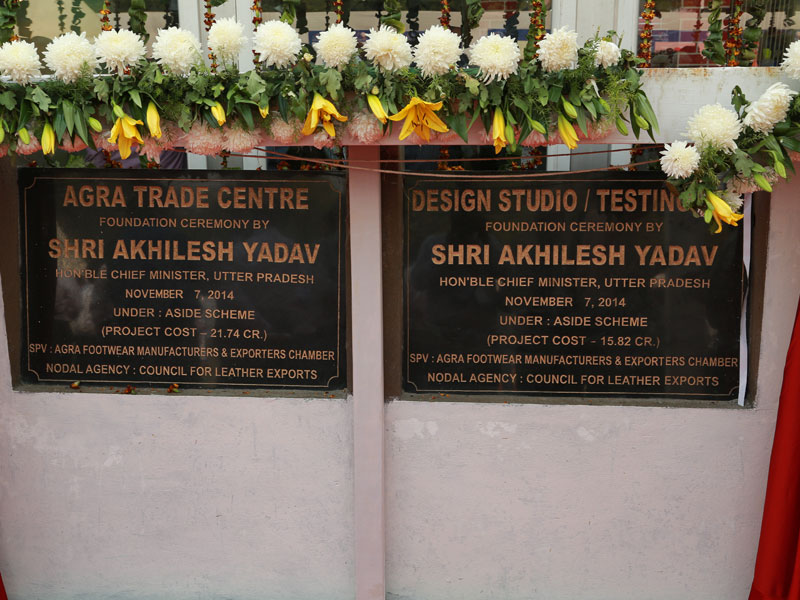 AGRA TRADE CENTRE
FOUNDATION CEREMONY BY
SHRI AKHILESH YADAV
HON'BLE CHIEF MINISTER, UTTER PRADESH
NOVEMBER 7, 2014
UNDER : ASIDE SCHEME
(PROJECT COST – 21.74 CR.)
SPV : AGRA FOOTWEAR MANUFACTURERS & EXPORTERS CHAMBER
NODAL AGENCY : COUNCIL FOR LEATHER EXPORTS
DESIGN STUDIO / TESTING
FOUNDATION CEREMONY BY
SHRI AKHILESH YADAV
HON'BLE CHIEF MINISTER, UTTER PRADESH
NOVEMBER 7, 2014
UNDER : ASIDE SCHEME
(PROJECT COST – 15.82 CR.)
SPV : AGRA FOOTWEAR MANUFACTURERS & EXPORTERS CHAMBER
NODAL AGENCY : COUNCIL FOR LEATHER EXPORTS